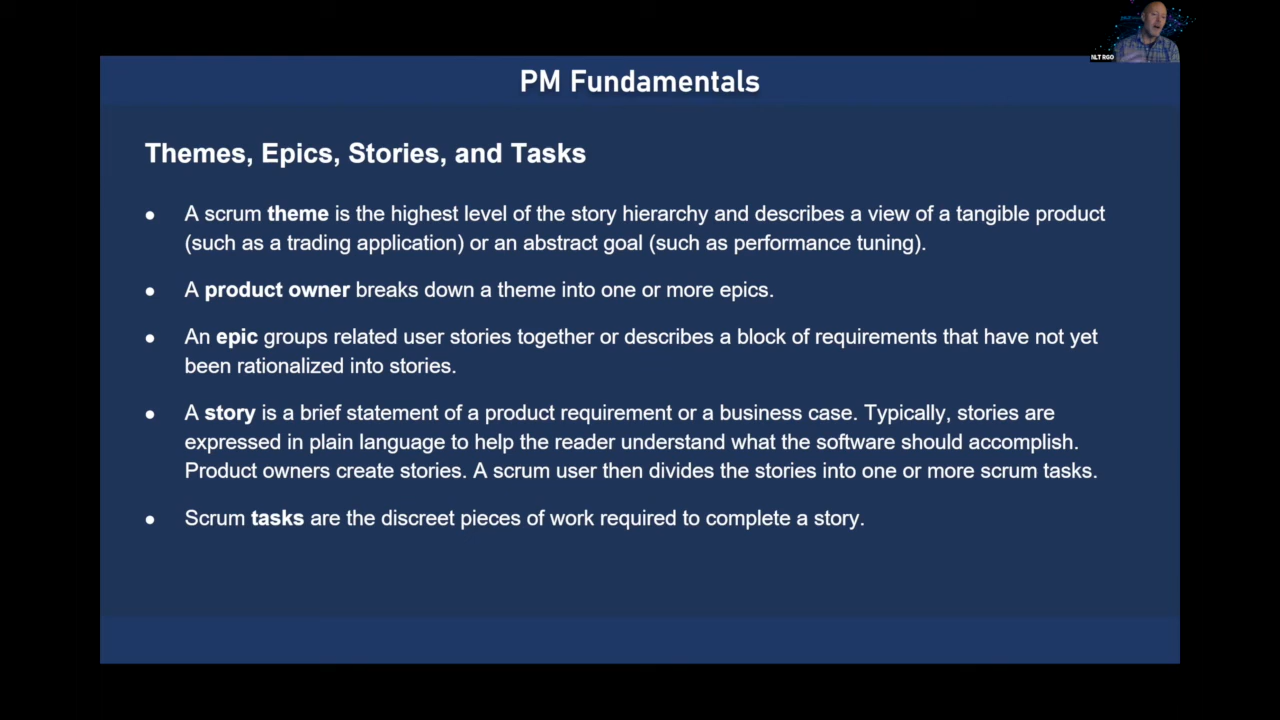 NLT RGO
PM Fundamentals
Themes, Epics, Stories, and Tasks
● A scrum theme is the highest level of the story hierarchy and describes a view of a tangible product
(such as a trading application) or an abstract goal (such as performance tuning).
● A product owner breaks down a theme into one or more epics.
● An epic groups related user stories together or describes a block of requirements that have not yet
been rationalized into stories.
● A story is a brief statement of a product requirement or a business case. Typically, stories are
expressed in plain language to help the reader understand what the software should accomplish.
Product owners create stories. A scrum user then divides the stories into one or more scrum tasks.
● Scrum tasks are the discreet pieces of work required to complete a story.